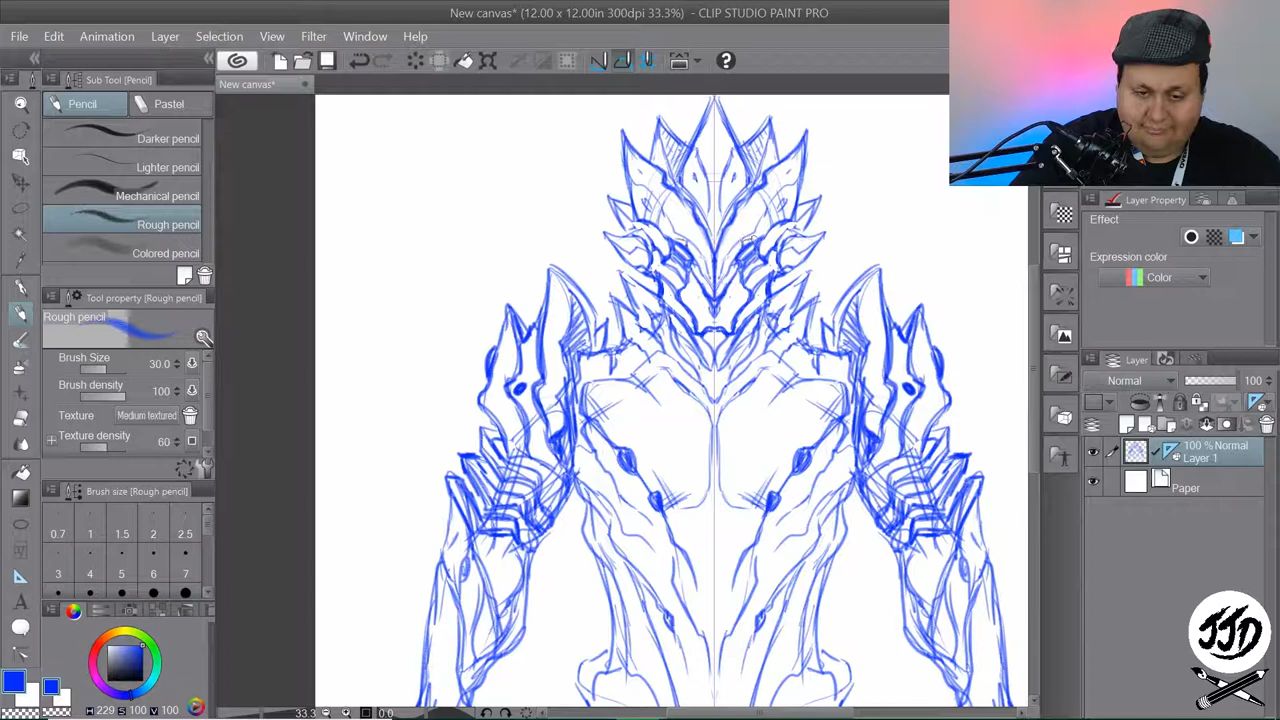 New canvas* (12.00 x 12.00in 300dpi 33.3%) - CLIP STUDIO PAINT PRO
File Edit Animation Layer Selection View Filter Window Help
Sub Tool [Pencil]
New canvas*
Pencil Pastel
Darker pencil
Lighter pencil
Mechanical pencil
Rough pencil
Colored pencil
Tool property [Rough pencil]
Rough pencil
Brush Size 30.0
Brush density 100
Texture Medium textured
Texture density 60
Brush size [Rough pencil]
0.7 1 1.5 2 2.5
3 4 5 6 7
H 229 S 100 V 100
33.3 0.0
Layer Property
Effect
Expression color
Color
Layer
Normal 100
100 % Normal
Layer 1
Paper
JJD